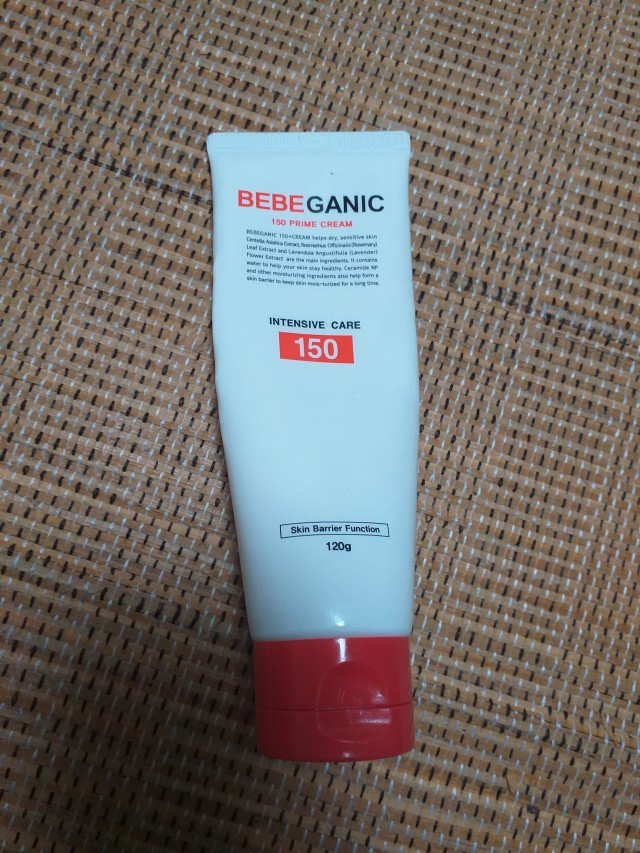 BEBEGANIC
150 PRIME CREAM
BEBEGANIC 150+CREAM helps dry, sensitive skin
Centella Asiatica Extract, Rosmarinus Officinalis (Rosemary)
Leaf Extract and Lavandula Angustifolia (Lavender)
Flower Extract are the main ingredients. It contains
water to help your skin stay healthy. Ceramide NP
and other moisturizing ingredients also help form a
skin barrier to keep skin mois-turized for a long time.
INTENSIVE CARE
150
Skin Barrier Function
120g